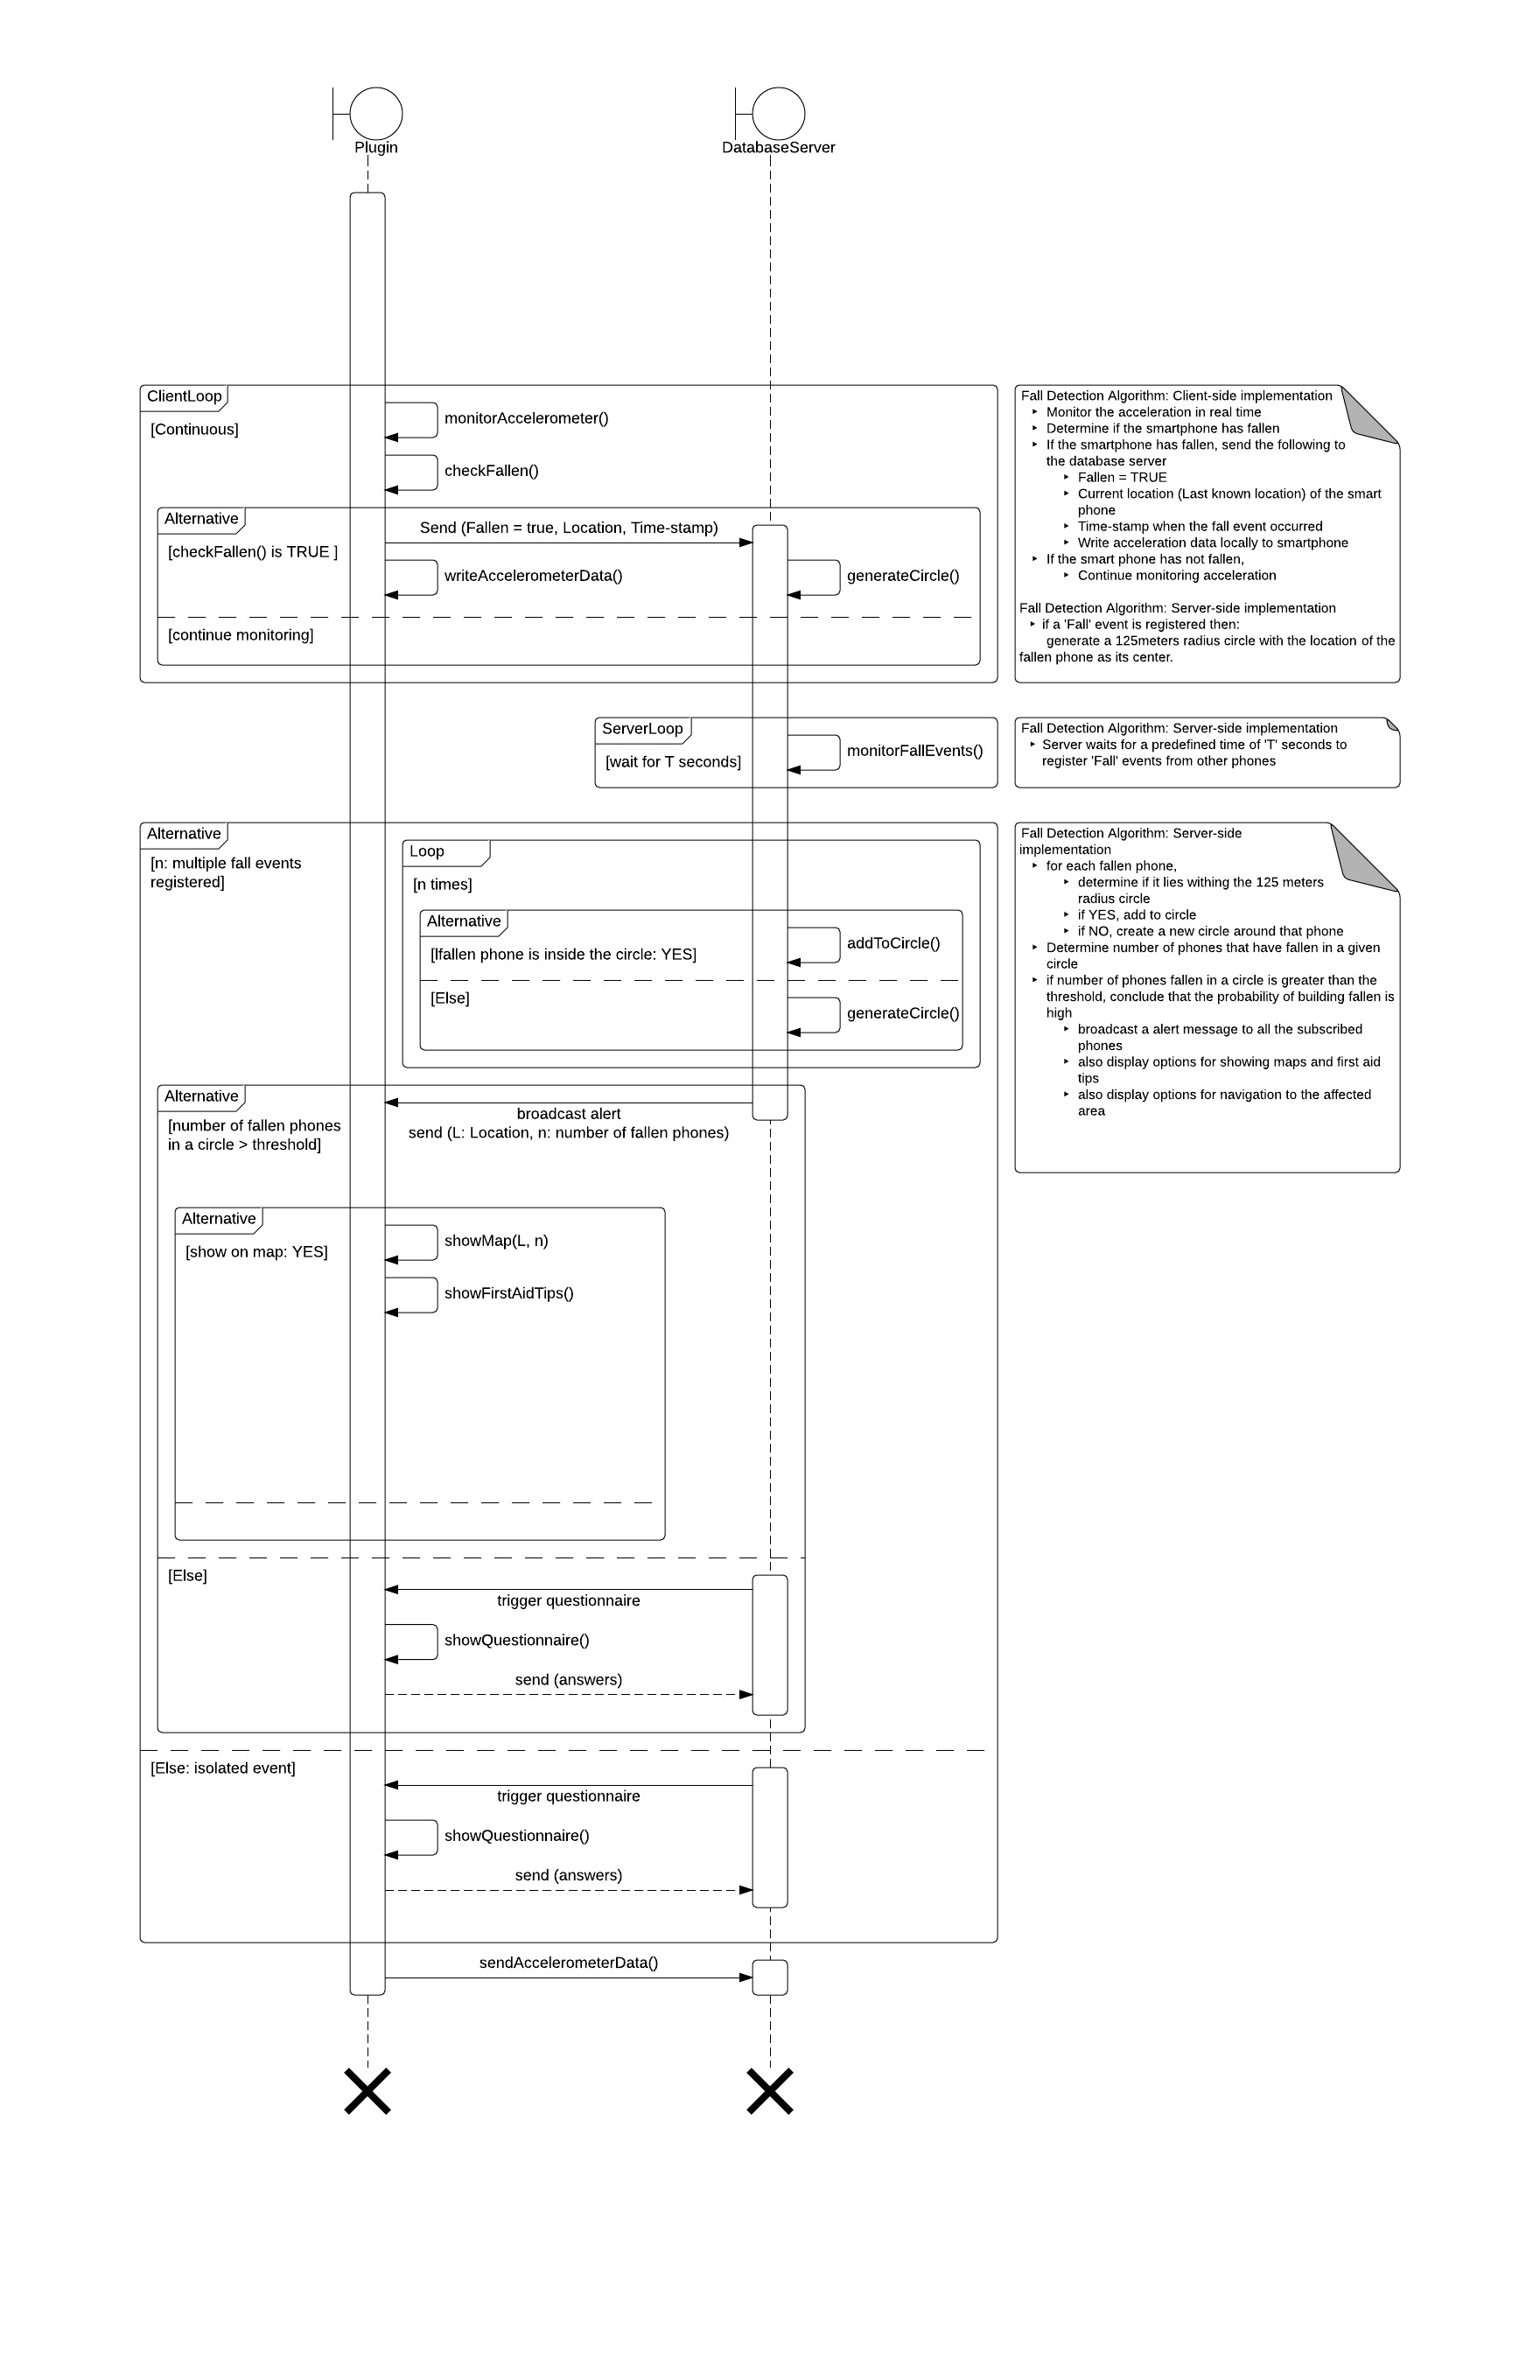 Plugin
DatabaseServer
ClientLoop
[Continuous]
monitorAccelerometer()
checkFallen()
Alternative
[checkFallen() is TRUE ]
Send (Fallen = true, Location, Time-stamp)
writeAccelerometerData()
generateCircle()
[continue monitoring]
Fall Detection Algorithm: Client-side implementation
‣ Monitor the acceleration in real time
‣ Determine if the smartphone has fallen
‣ If the smartphone has fallen, send the following to
the database server
‣ Fallen = TRUE
‣ Current location (Last known location) of the smart
phone
‣ Time-stamp when the fall event occurred
‣ Write acceleration data locally to smartphone
‣ If the smart phone has not fallen,
‣ Continue monitoring acceleration
Fall Detection Algorithm: Server-side implementation
‣ if a 'Fall' event is registered then:
generate a 125meters radius circle with the location of the
fallen phone as its center.
ServerLoop
[wait for T seconds]
monitorFallEvents()
Fall Detection Algorithm: Server-side implementation
‣ Server waits for a predefined time of 'T' seconds to
register 'Fall' events from other phones
Alternative
[n: multiple fall events
registered]
Loop
[n times]
Alternative
[Ifallen phone is inside the circle: YES]
addToCircle()
[Else]
generateCircle()
Fall Detection Algorithm: Server-side
implementation
‣ for each fallen phone,
‣ determine if it lies withing the 125 meters
radius circle
‣ if YES, add to circle
‣ if NO, create a new circle around that phone
‣ Determine number of phones that have fallen in a given
circle
‣ if number of phones fallen in a circle is greater than the
threshold, conclude that the probability of building fallen is
high
‣ broadcast a alert message to all the subscribed
phones
‣ also display options for showing maps and first aid
tips
‣ also display options for navigation to the affected
area
Alternative
[number of fallen phones
in a circle > threshold]
broadcast alert
send (L: Location, n: number of fallen phones)
Alternative
[show on map: YES]
showMap(L, n)
showFirstAidTips()
[Else]
trigger questionnaire
showQuestionnaire()
send (answers)
[Else: isolated event]
trigger questionnaire
showQuestionnaire()
send (answers)
sendAccelerometerData()